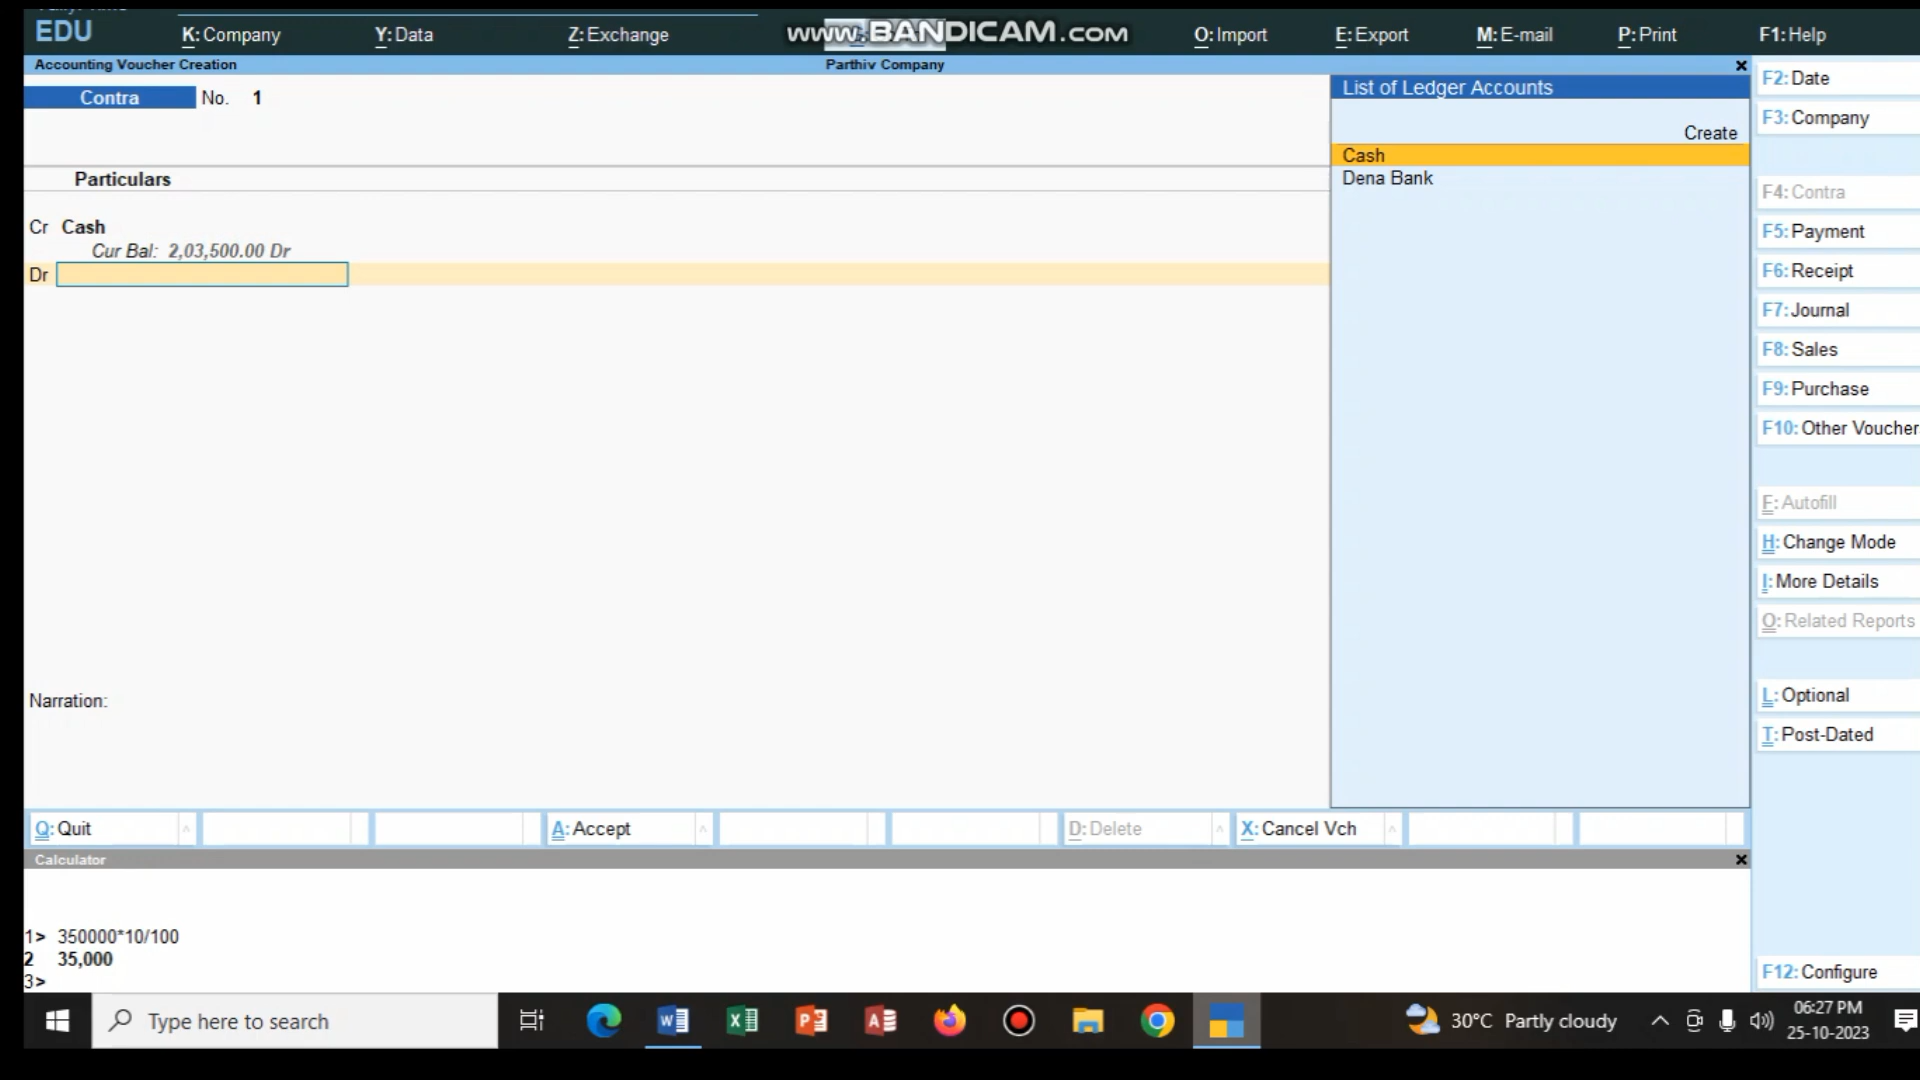 EDU
K: Company
Y: Data
Z: Exchange
www.BANDICAM.com
O: Import
E: Export
M: E-mail
P: Print
F1: Help
Accounting Voucher Creation
Parthiv Company
Contra No. 1
List of Ledger Accounts
Create
Cash
Dena Bank
Particulars
Cr Cash
Cur Bal: 2,03,500.00 Dr
Dr
Narration:
F2: Date
F3: Company
F4: Contra
F5: Payment
F6: Receipt
F7: Journal
F8: Sales
F9: Purchase
F10: Other Voucher
F: Autofill
H: Change Mode
I: More Details
O: Related Reports
L: Optional
T: Post-Dated
F12: Configure
Q: Quit
A: Accept
D: Delete
X: Cancel Vch
Calculator
1> 350000*10/100
2 35,000
3>
Type here to search
30°C Partly cloudy
06:27 PM
25-10-2023